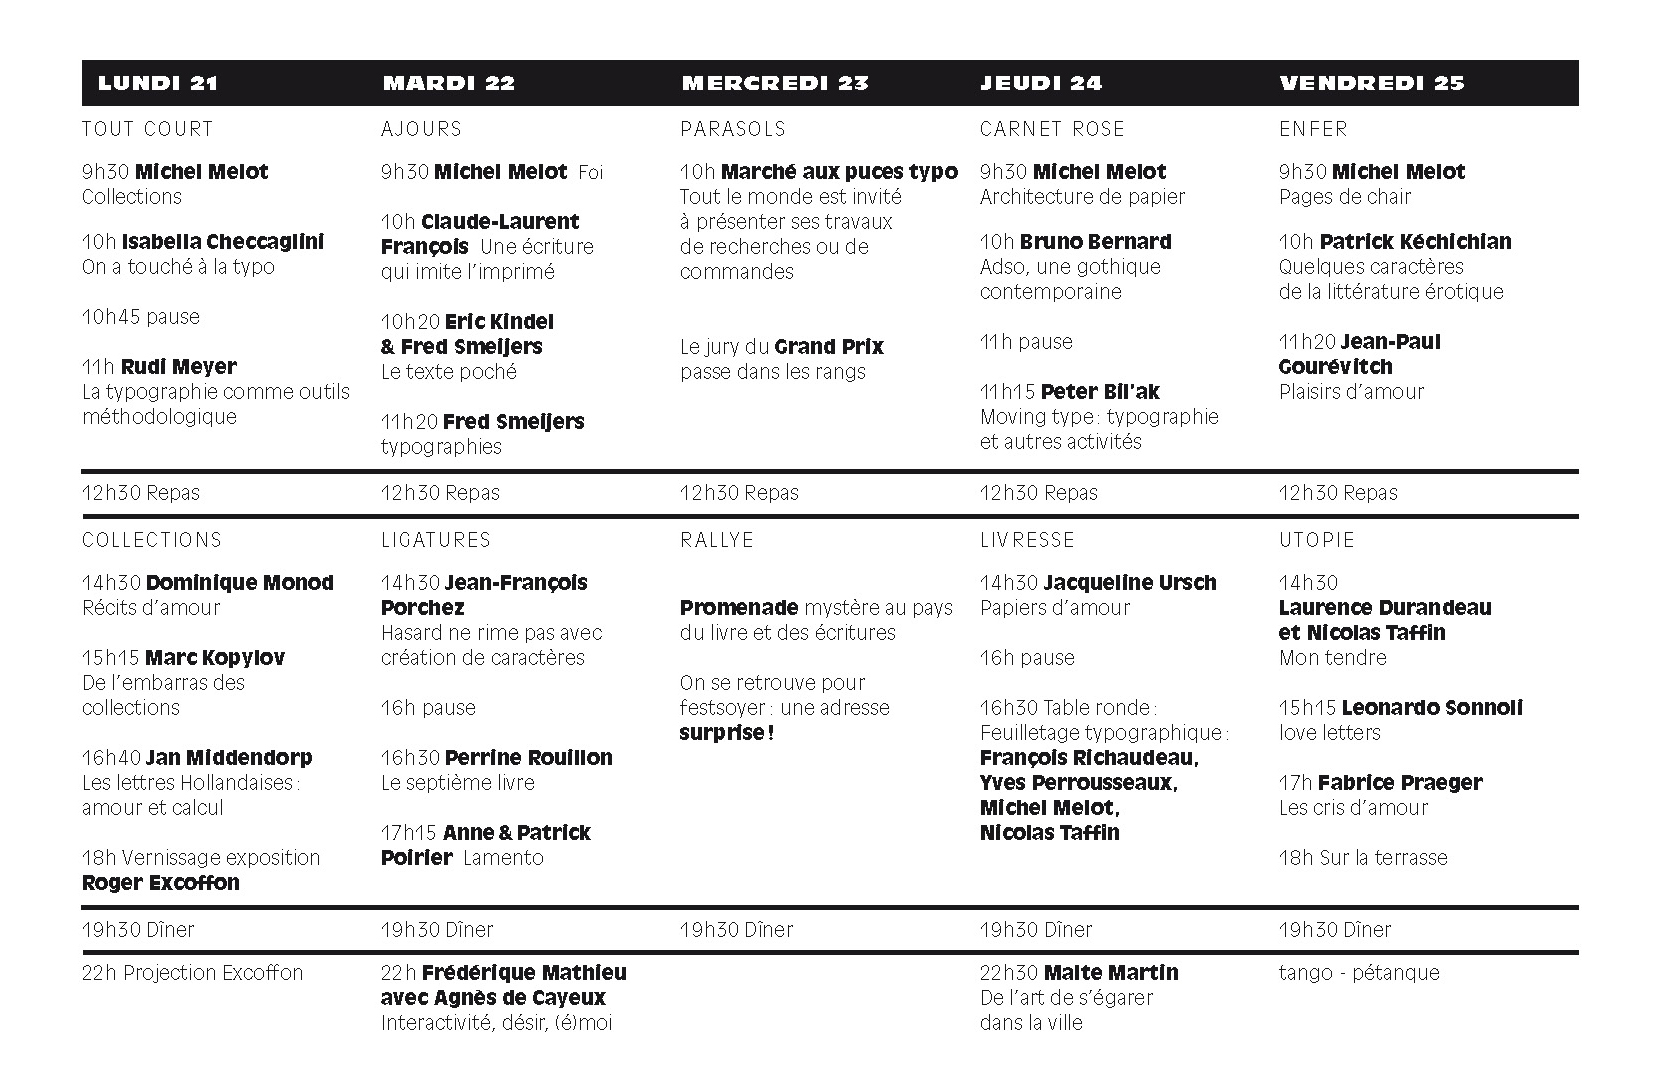 LUNDI 21
MARDI 22
MERCREDI 23
JEUDI 24
VENDREDI 25
TOUT COURT
9h30 Michel Melot
Collections
10h Isabella Checcaglini
On a touché à la typo
10h45 pause
11h Rudi Meyer
La typographie comme outils
méthodologique
AJOURS
9h30 Michel Melot Foi
10h Claude-Laurent
François Une écriture
qui imite l’imprimé
10h20 Eric Kindel
& Fred Smeijers
Le texte poché
11h20 Fred Smeijers
typographies
PARASOLS
10h Marché aux puces typo
Tout le monde est invité
à présenter ses travaux
de recherches ou de
commandes
Le jury du Grand Prix
passe dans les rangs
CARNET ROSE
9h30 Michel Melot
Architecture de papier
10h Bruno Bernard
Adso, une gothique
contemporaine
11h pause
11h15 Peter Bil'ak
Moving type : typographie
et autres activités
ENFER
9h30 Michel Melot
Pages de chair
10h Patrick Kéchichian
Quelques caractères
de la littérature érotique
11h20 Jean-Paul
Gourévitch
Plaisirs d’amour
12h30 Repas
12h30 Repas
12h30 Repas
12h30 Repas
12h30 Repas
COLLECTIONS
14h30 Dominique Monod
Récits d’amour
15h15 Marc Kopylov
De l’embarras des
collections
16h40 Jan Middendorp
Les lettres Hollandaises :
amour et calcul
18h Vernissage exposition
Roger Excoffon
LIGATURES
14h30 Jean-François
Porchez
Hasard ne rime pas avec
création de caractères
16h pause
16h30 Perrine Rouillon
Le septième livre
17h15 Anne & Patrick
Poirier Lamento
RALLYE
Promenade mystère au pays
du livre et des écritures
On se retrouve pour
festsoyer : une adresse
surprise !
LIVRESSE
14h30 Jacqueline Ursch
Papiers d’amour
16h pause
16h30 Table ronde :
Feuilletage typographique :
François Richaudeau,
Yves Perrousseaux,
Michel Melot,
Nicolas Taffin
UTOPIE
14h30
Laurence Durandeau
et Nicolas Taffin
Mon tendre
15h15 Leonardo Sonnoli
love letters
17h Fabrice Praeger
Les cris d’amour
18h Sur la terrasse
19h30 Dîner
19h30 Dîner
19h30 Dîner
19h30 Dîner
19h30 Dîner
22h Projection Excoffon
22h Frédérique Mathieu
avec Agnès de Cayeux
Interactivité, désir, (é)moi
22h30 Malte Martin
De l’art de s’égarer
dans la ville
tango - pétanque